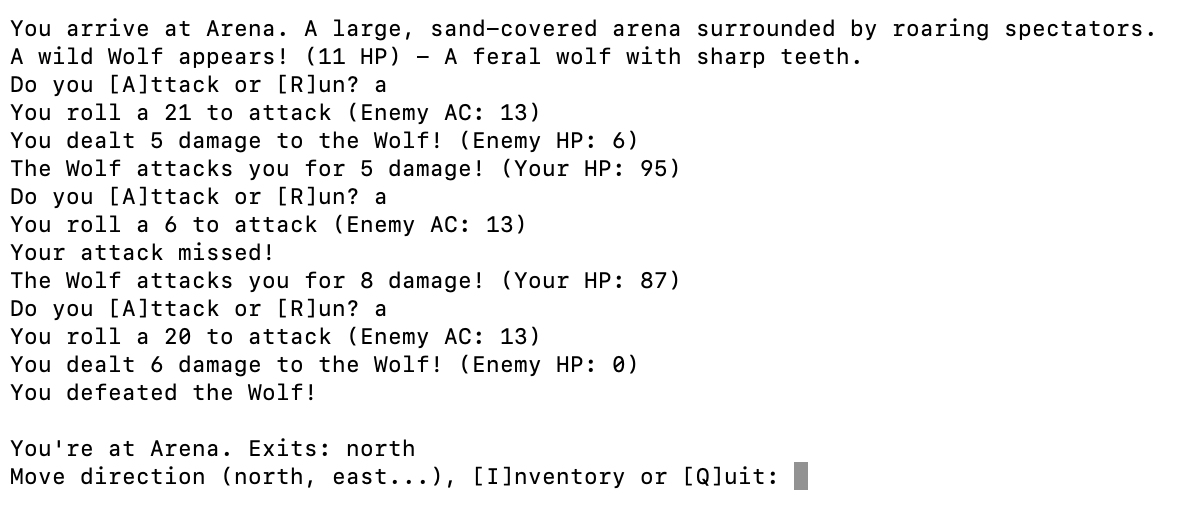 You arrive at Arena. A large, sand-covered arena surrounded by roaring spectators.
A wild Wolf appears! (11 HP) – A feral wolf with sharp teeth.
Do you [A]ttack or [R]un? a
You roll a 21 to attack (Enemy AC: 13)
You dealt 5 damage to the Wolf! (Enemy HP: 6)
The Wolf attacks you for 5 damage! (Your HP: 95)
Do you [A]ttack or [R]un? a
You roll a 6 to attack (Enemy AC: 13)
Your attack missed!
The Wolf attacks you for 8 damage! (Your HP: 87)
Do you [A]ttack or [R]un? a
You roll a 20 to attack (Enemy AC: 13)
You dealt 6 damage to the Wolf! (Enemy HP: 0)
You defeated the Wolf!

You're at Arena. Exits: north
Move direction (north, east...), [I]nventory or [Q]uit: